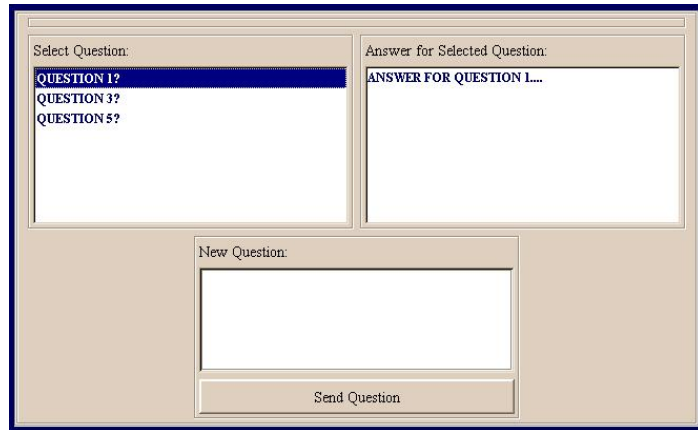 Select Question:
QUESTION 1?
QUESTION 3?
QUESTION 5?
Answer for Selected Question:
ANSWER FOR QUESTION 1....
New Question:
Send Question